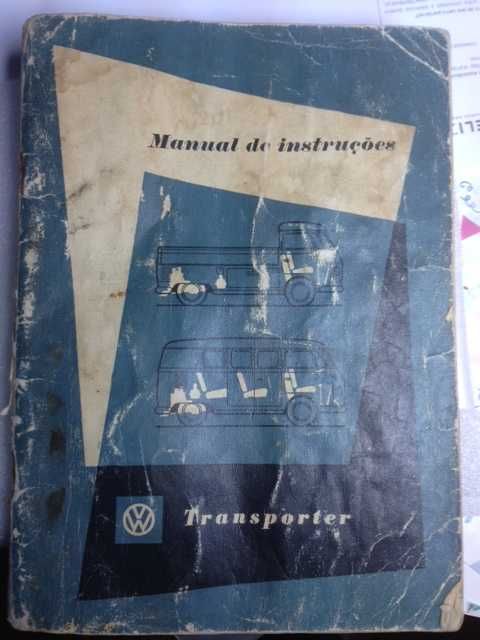 Manual de instruções
VW
Transporter